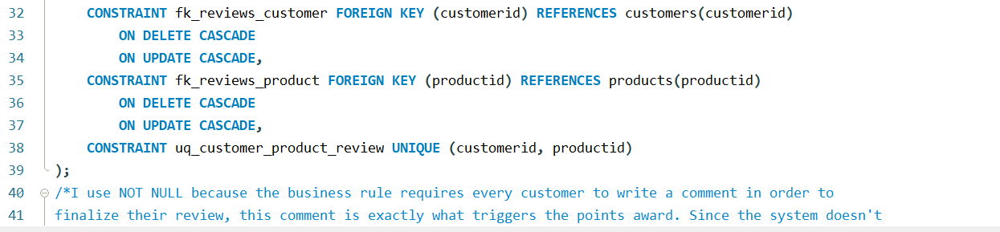 32 CONSTRAINT fk_reviews_customer FOREIGN KEY (customerid) REFERENCES customers(customerid)
33 ON DELETE CASCADE
34 ON UPDATE CASCADE,
35 CONSTRAINT fk_reviews_product FOREIGN KEY (productid) REFERENCES products(productid)
36 ON DELETE CASCADE
37 ON UPDATE CASCADE,
38 CONSTRAINT uq_customer_product_review UNIQUE (customerid, productid)
39 );
40 /*I use NOT NULL because the business rule requires every customer to write a comment in order to
41 finalize their review, this comment is exactly what triggers the points award. Since the system doesn't